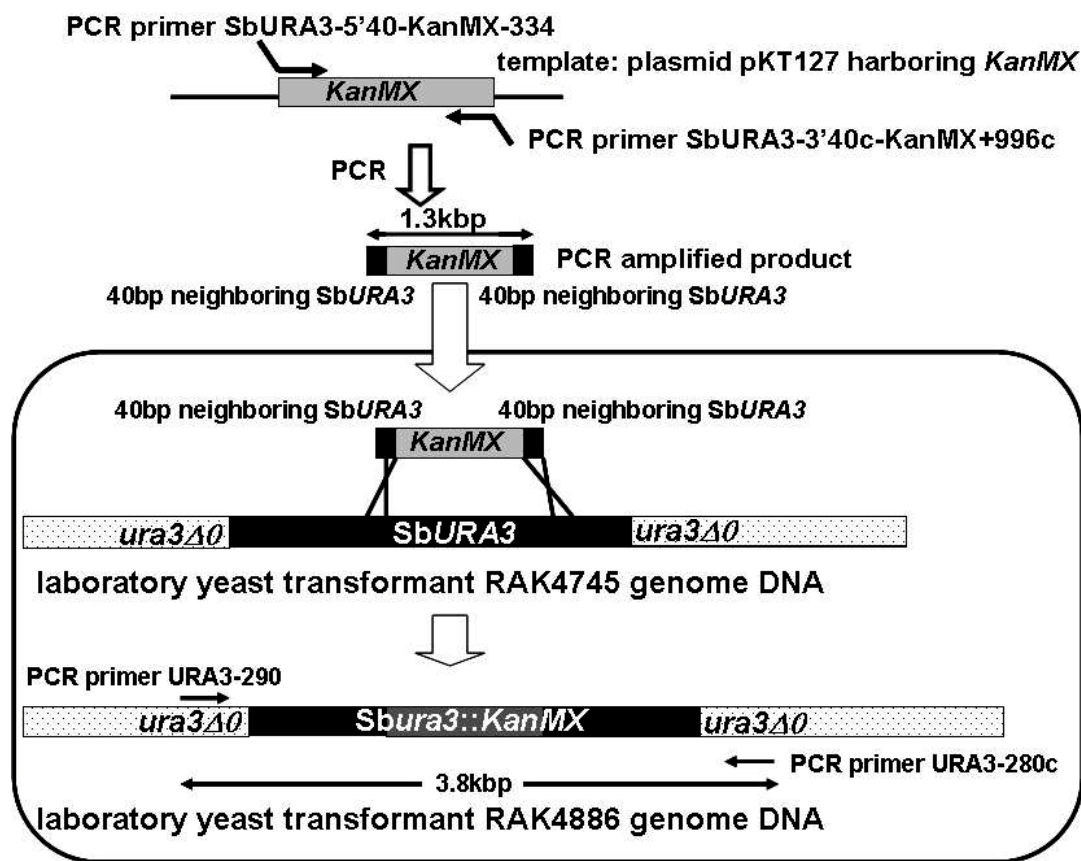 PCR primer SbURA3-5'40-KanMX-334
template: plasmid pKT127 harboring KanMX
KanMX
PCR primer SbURA3-3'40c-KanMX+996c
PCR
1.3kbp
KanMX
PCR amplified product
40bp neighboring SbURA3
40bp neighboring SbURA3
40bp neighboring SbURA3
40bp neighboring SbURA3
KanMX
ura3Δ0
SbURA3
ura3Δ0
laboratory yeast transformant RAK4745 genome DNA
PCR primer URA3-290
ura3Δ0
Sbura3::KanMX
ura3Δ0
PCR primer URA3-280c
3.8kbp
laboratory yeast transformant RAK4886 genome DNA